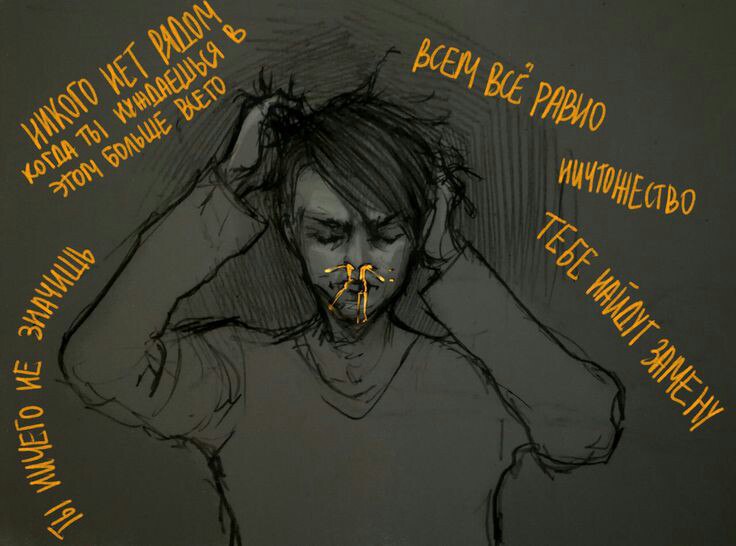 НИКОГО НЕТ РЯДОМ
КОГДА ТЫ НУЖДАЕШЬСЯ В
ЭТОМ БОЛЬШЕ ВСЕГО
ВСЕМ ВСЁ РАВНО
НИЧТОЖЕСТВО
ТЕБЕ НАЙДУТ ЗАМЕНУ
ТЫ НИЧЕГО НЕ ЗНАЧИШЬ